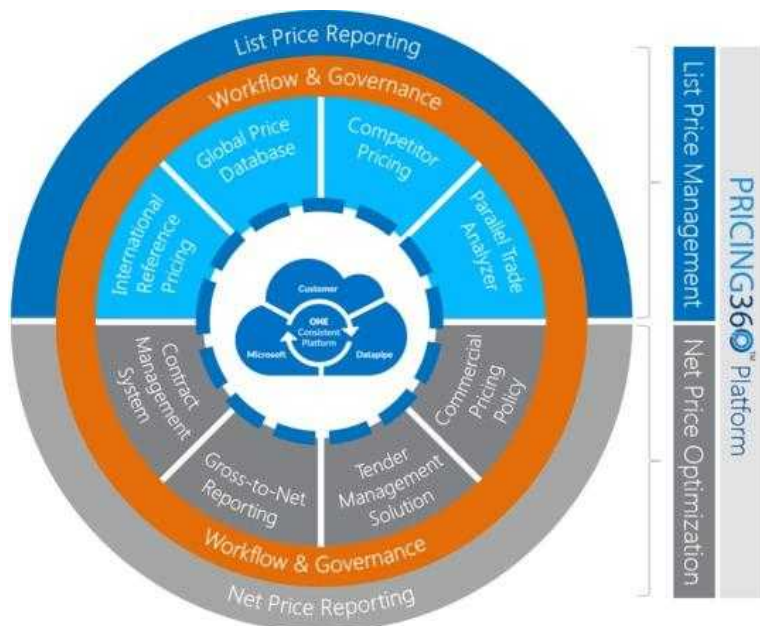 List Price Reporting
Workflow & Governance
International
Reference
Pricing
Global Price
Database
Competitor
Pricing
Parallel Trade
Analyzer
Customer
ONE
Consistent
Platform
Microsoft
Datapipe
Contract
Management
System
Gross-to-Net
Reporting
Tender
Management
Solution
Commercial
Pricing
Policy
Workflow & Governance
Net Price Reporting
List Price Management
Net Price Optimization
PRICING360™ Platform